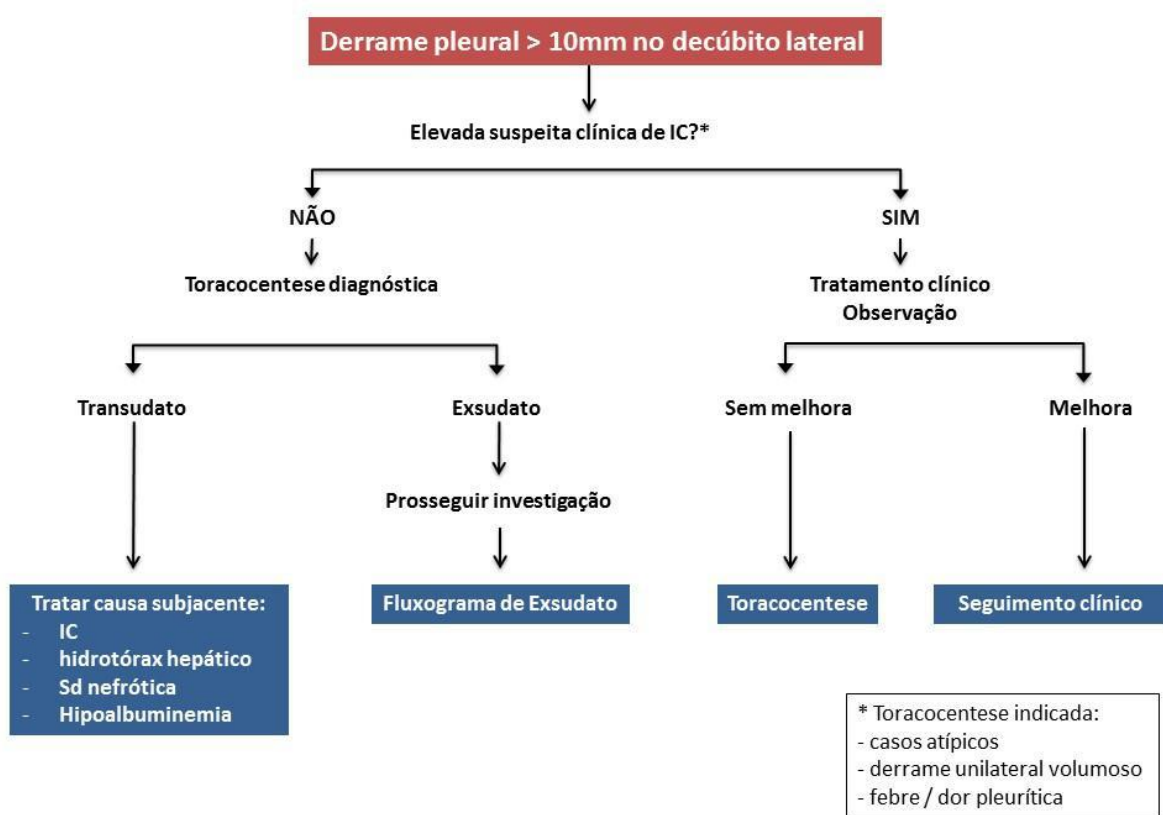 Derrame pleural > 10mm no decúbito lateral
Elevada suspeita clínica de IC?*
NÃO
SIM
Toracocentese diagnóstica
Tratamento clínico
Observação
Transudato
Exsudato
Sem melhora
Melhora
Prosseguir investigação
Tratar causa subjacente:
- IC
- hidrotórax hepático
- Sd nefrótica
- Hipoalbuminemia
Fluxograma de Exsudato
Toracocentese
Seguimento clínico
* Toracocentese indicada:
- casos atípicos
- derrame unilateral volumoso
- febre / dor pleurítica